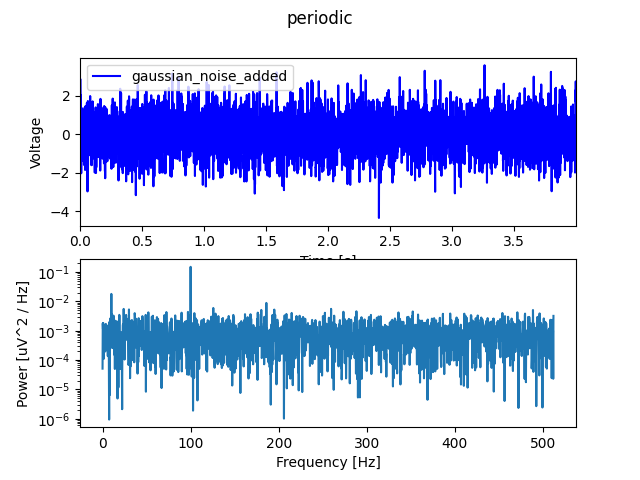 periodic
gaussian_noise_added
Voltage
2
0
−2
−4
0.0 0.5 1.0 1.5 2.0 2.5 3.0 3.5
Time [s]
Power [uV^2 / Hz]
10⁻¹
10⁻²
10⁻³
10⁻⁴
10⁻⁵
10⁻⁶
0 100 200 300 400 500
Frequency [Hz]